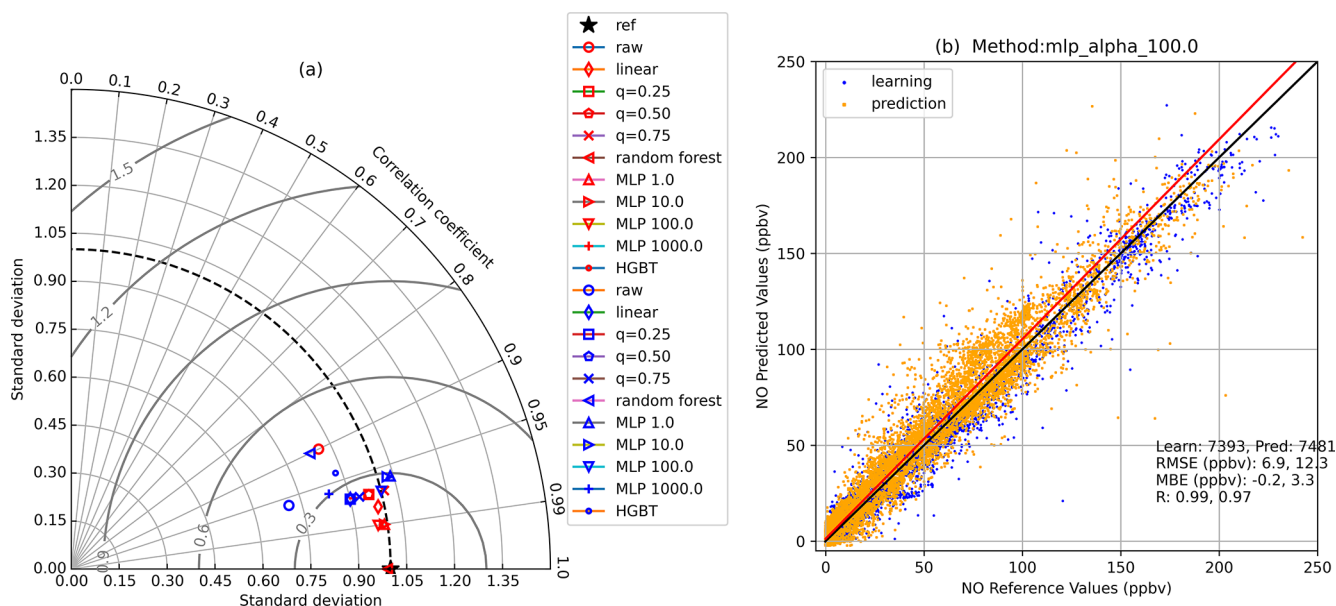 (a)
0.0 0.1 0.2 0.3 0.4 0.5 0.6 0.7 0.8 0.9 0.95 0.99 1.0
Correlation coefficient
1.5
1.2
0.9
0.6
0.3
Standard deviation
1.35
1.20
1.05
0.90
0.75
0.60
0.45
0.30
0.15
0.00
0.00 0.15 0.30 0.45 0.60 0.75 0.90 1.05 1.20 1.35
Standard deviation
ref
raw
linear
q=0.25
q=0.50
q=0.75
random forest
MLP 1.0
MLP 10.0
MLP 100.0
MLP 1000.0
HGBT
raw
linear
q=0.25
q=0.50
q=0.75
random forest
MLP 1.0
MLP 10.0
MLP 100.0
MLP 1000.0
HGBT
(b) Method:mlp_alpha_100.0
learning
prediction
NO Predicted Values (ppbv)
250
200
150
100
50
0
Learn: 7393, Pred: 7481
RMSE (ppbv): 6.9, 12.3
MBE (ppbv): -0.2, 3.3
R: 0.99, 0.97
0 50 100 150 200 250
NO Reference Values (ppbv)